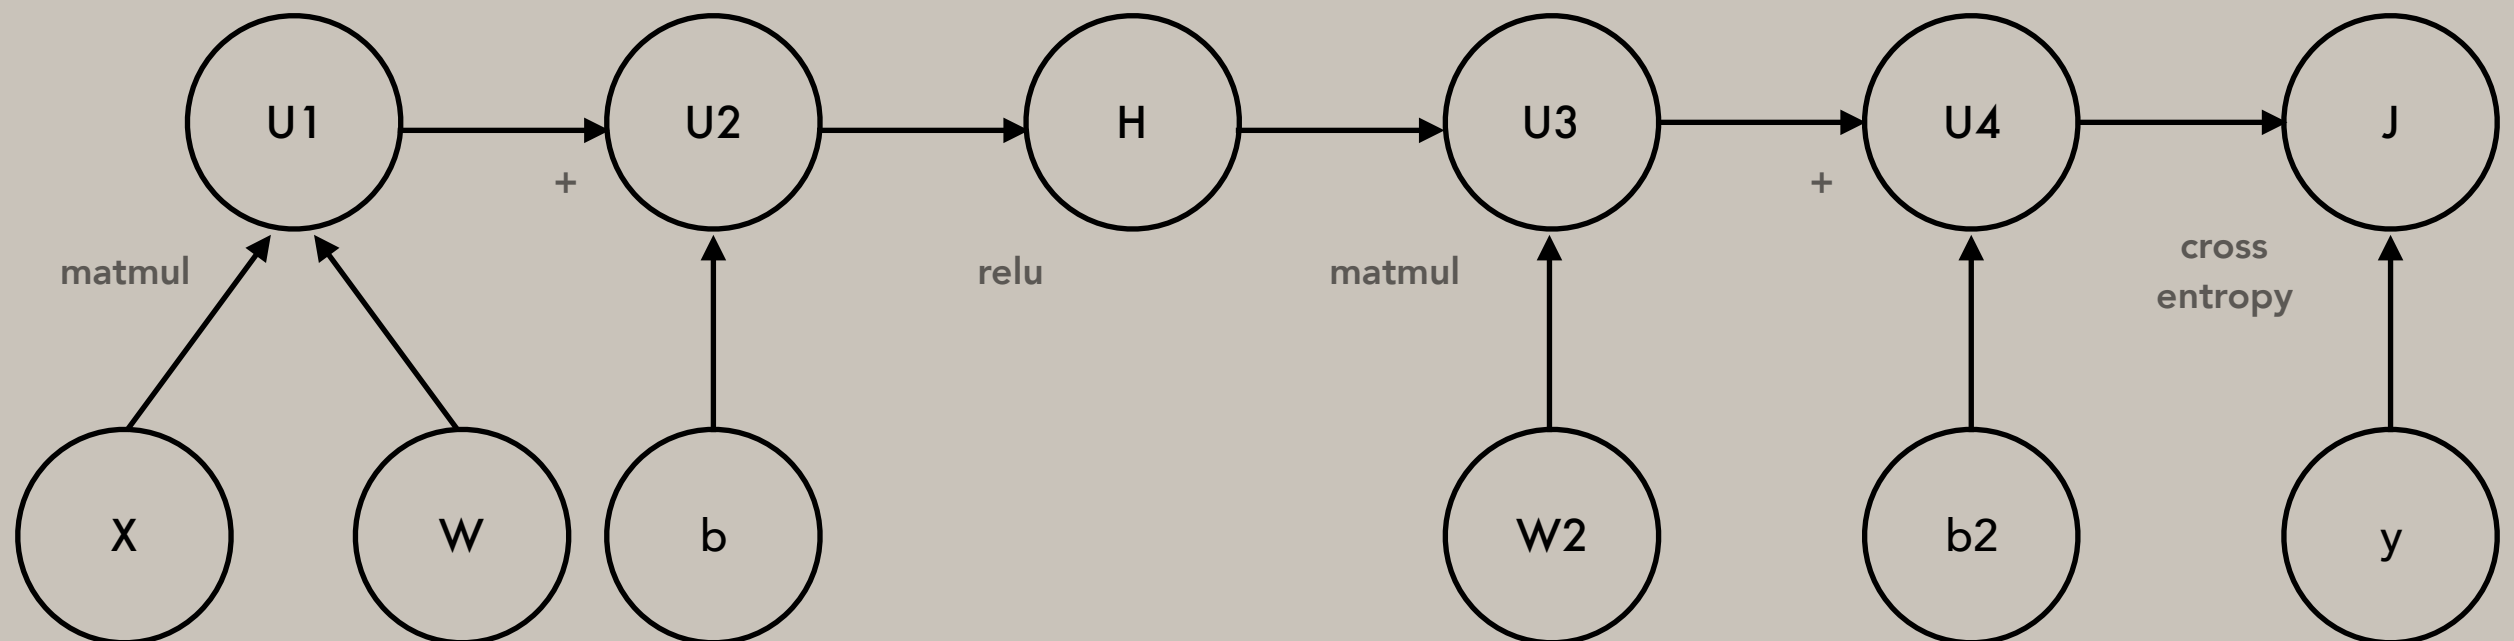 U1
U2
H
U3
U4
J
+
+
matmul
relu
matmul
cross
entropy
X
W
b
W2
b2
y